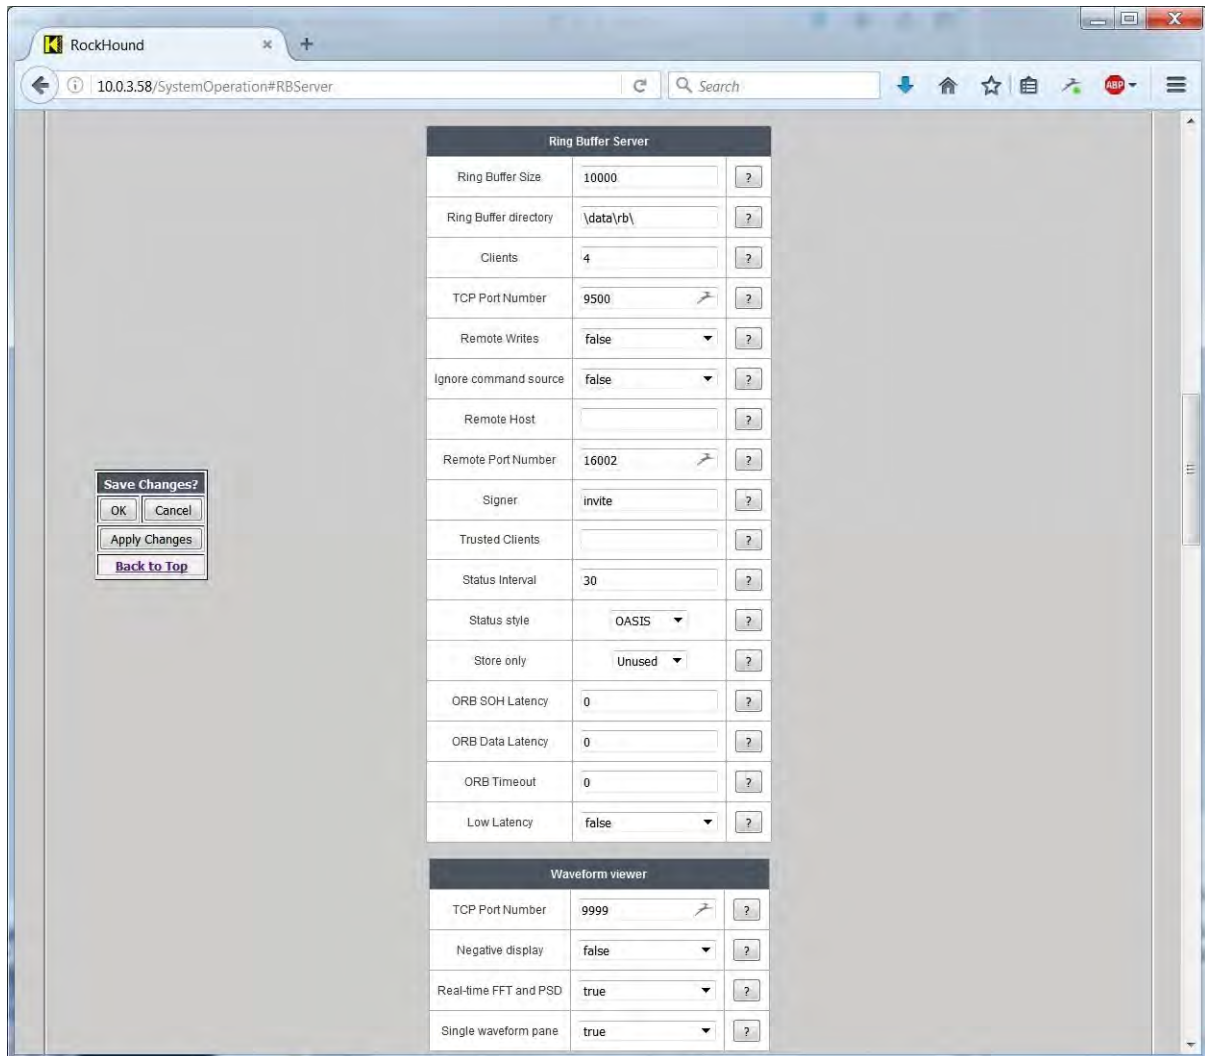 RockHound
10.0.3.58/SystemOperation#RBServer
Search
ABP
Ring Buffer Server
Ring Buffer Size 10000 ?
Ring Buffer directory \data\rb\ ?
Clients 4 ?
TCP Port Number 9500 ?
Remote Writes false ?
Ignore command source false ?
Remote Host ?
Remote Port Number 16002 ?
Signer invite ?
Trusted Clients ?
Status Interval 30 ?
Status style OASIS ?
Store only Unused ?
ORB SOH Latency 0 ?
ORB Data Latency 0 ?
ORB Timeout 0 ?
Low Latency false ?
Save Changes?
OK Cancel
Apply Changes
Back to Top
Waveform viewer
TCP Port Number 9999 ?
Negative display false ?
Real-time FFT and PSD true ?
Single waveform pane true ?